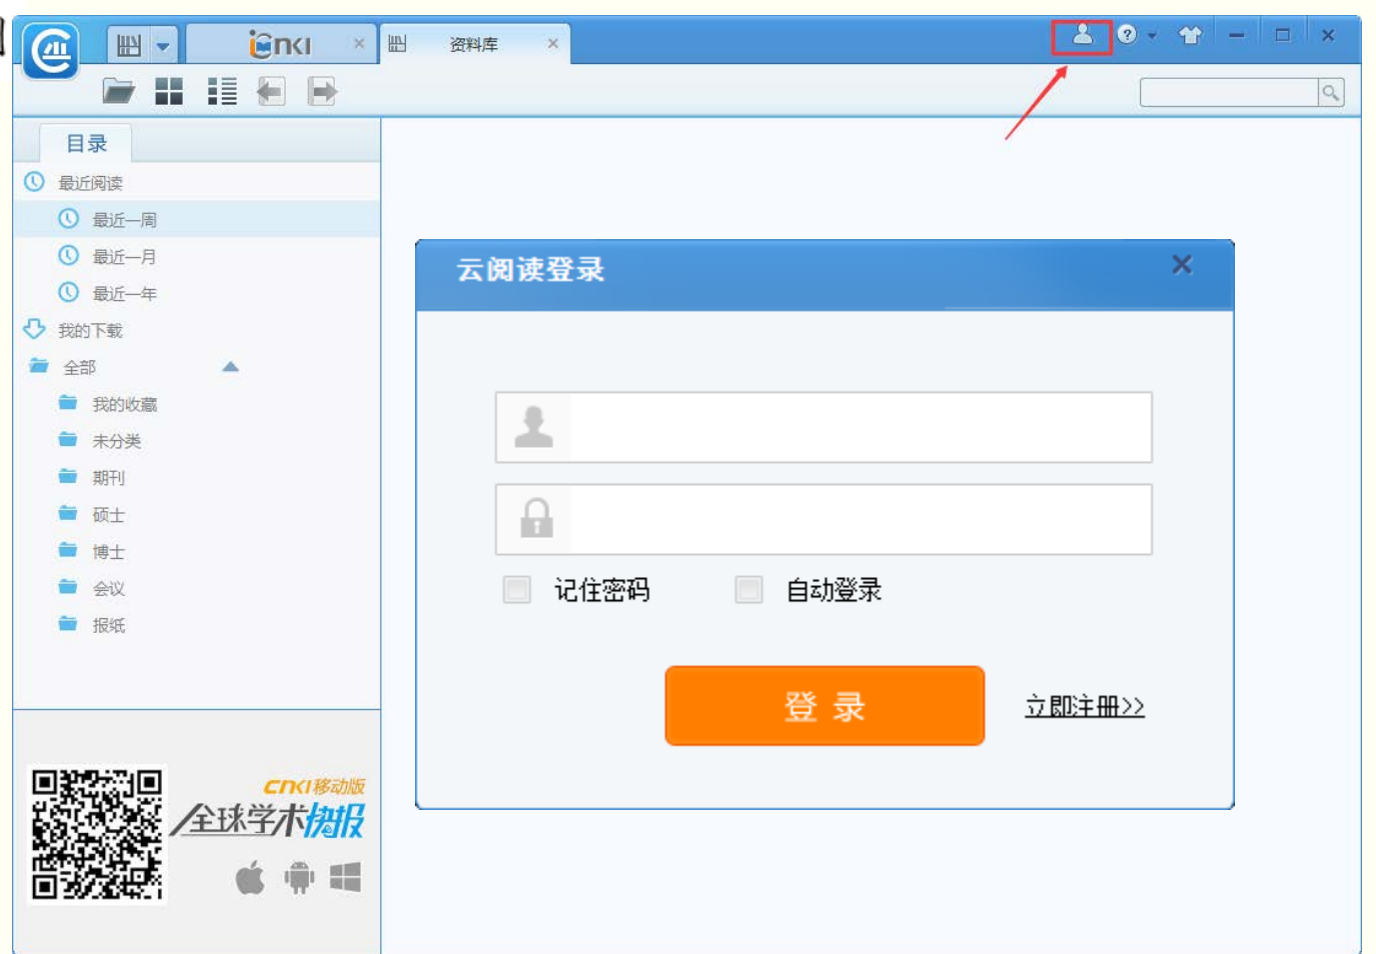 cnki
资料库
目录
最近阅读
最近一周
最近一月
最近一年
我的下载
全部
我的收藏
未分类
期刊
硕士
博士
会议
报纸
云阅读登录
记住密码
自动登录
登 录
立即注册>>
CNKI移动版
全球学术快报